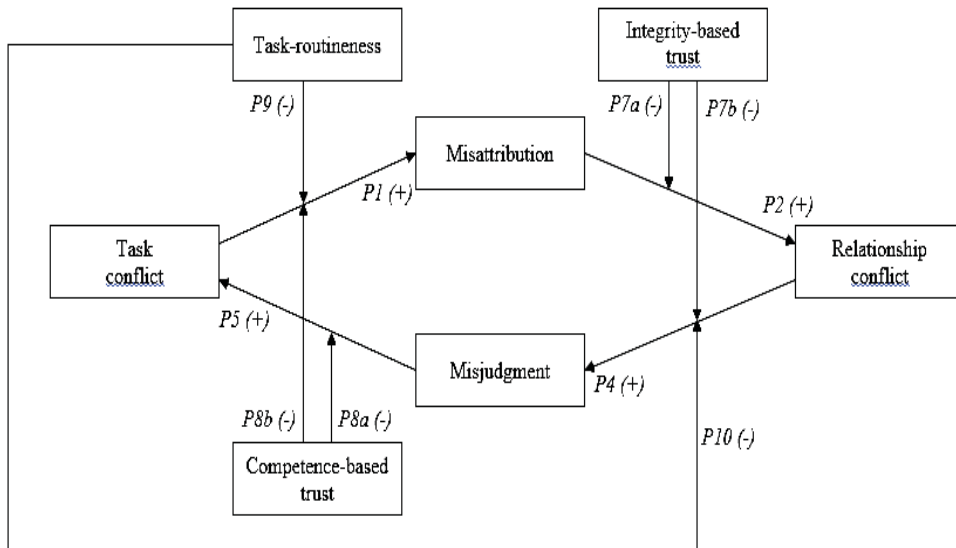 Task-routineness
Integrity-based
trust
P9 (-)
P7a (-)
P7b (-)
Misattribution
P1 (+)
P2 (+)
Task
conflict
Relationship
conflict
P5 (+)
Misjudgment
P4 (+)
P8b (-)
P8a (-)
P10 (-)
Competence-based
trust